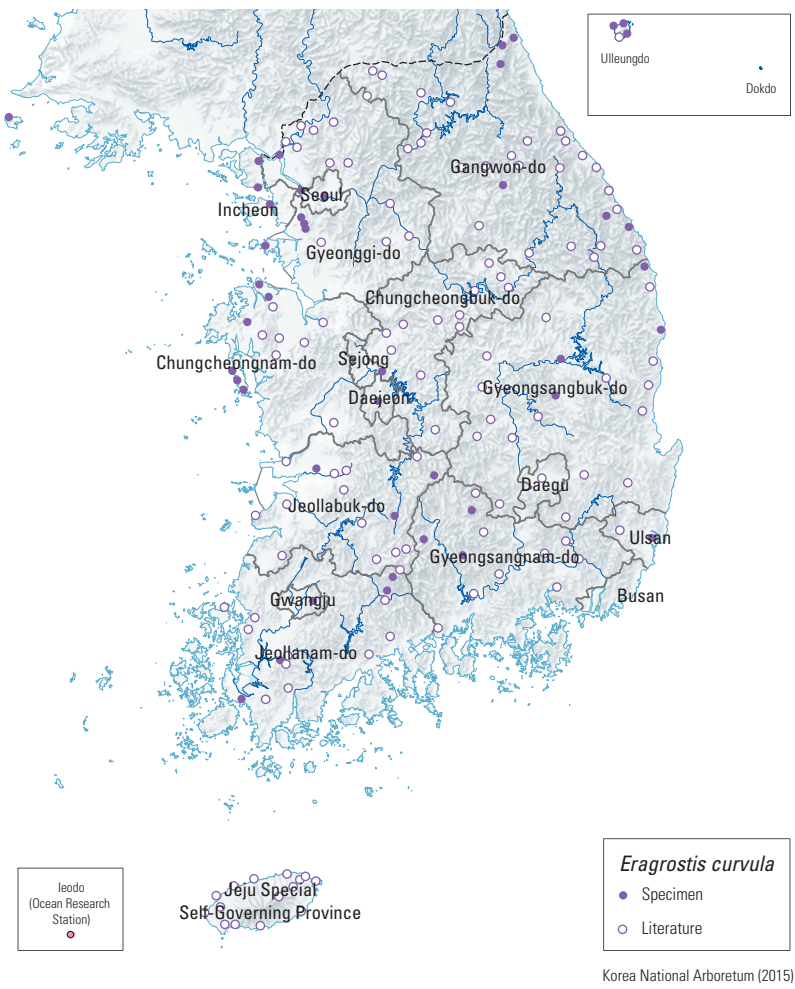 Ulleungdo
Dokdo
Gangwon-do
Seoul
Incheon
Gyeonggi-do
Chungcheongbuk-do
Chungcheongnam-do
Sejong
Gyeongsangbuk-do
Daejeon
Daegu
Jeollabuk-do
Ulsan
Gyeongsangnam-do
Gwangju
Busan
Jeollanam-do
Jeju Special
Self-Governing Province
Ieodo
(Ocean Research
Station)
Eragrostis curvula
Specimen
Literature
Korea National Arboretum (2015)